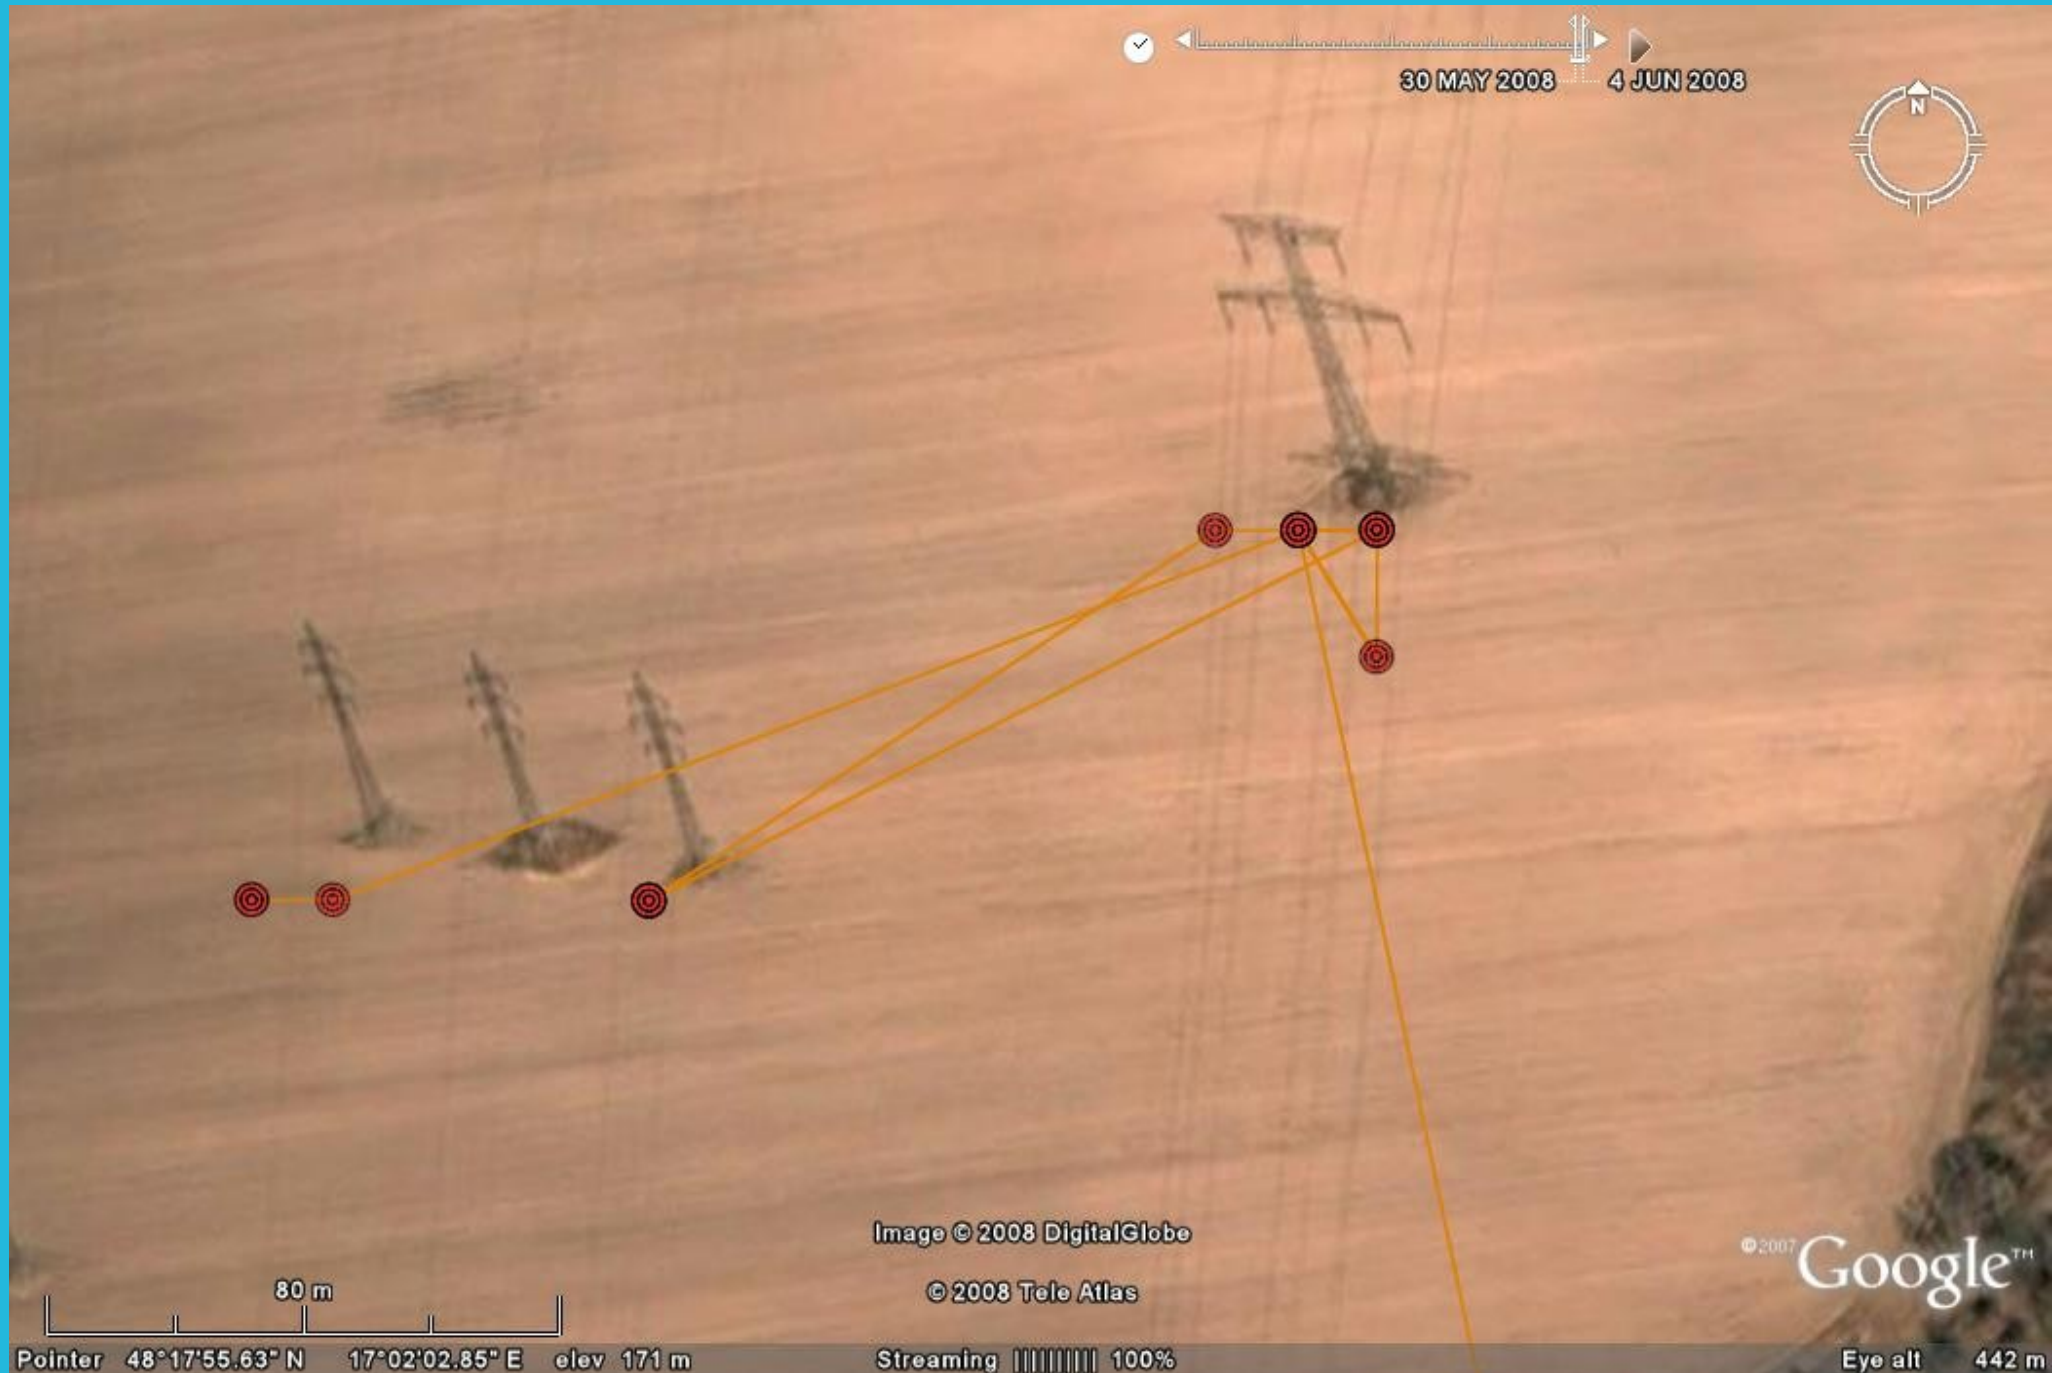 30 MAY 2008 4 JUN 2008
N
Image © 2008 DigitalGlobe
© 2008 Tele Atlas
©2007 Google™
80 m
Pointer 48°17'55.63" N 17°02'02.85" E elev 171 m Streaming 100% Eye alt 442 m